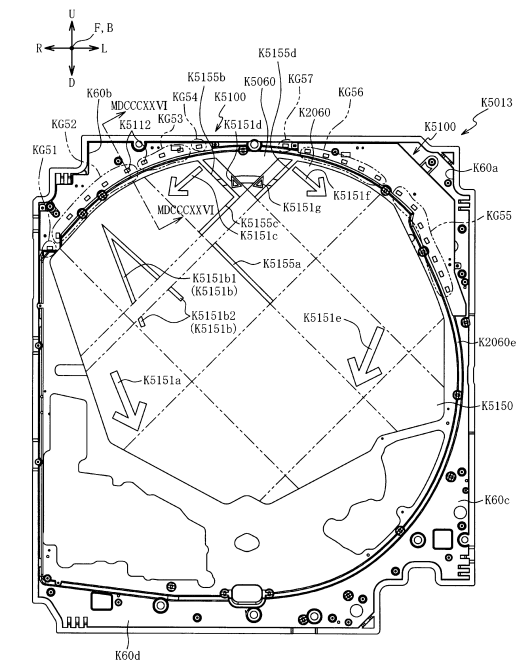 U
F,B
R
L
D
K5155d
K5155b
K5060
KG57
K60b
KG54
K5100
KG56
MDCCCXXVI
KG53
K5151d
K2060
K5013
KG52
K5112
K5100
KG51
K60a
K5151f
K5151g
MDCCCXXVI
K5155e
K5151c
KG55
K5155a
K5151b1
(K5151b)
K5151b2
(K5151b)
K5151e
K2060e
K5151a
K5150
K60c
K60d